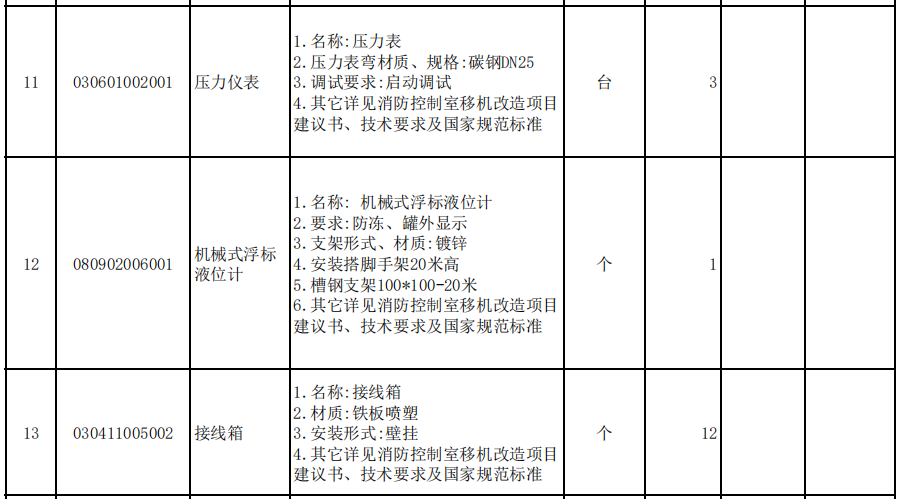 11
030601002001
压力仪表
1.名称:压力表
2.压力表弯材质、规格:碳钢DN25
3.调试要求:启动调试
4.其它详见消防控制室移机改造项目
建议书、技术要求及国家规范标准
台
3
12
080902006001
机械式浮标
液位计
1.名称: 机械式浮标液位计
2.要求:防冻、罐外显示
3.支架形式、材质:镀锌
4.安装搭脚手架20米高
5.槽钢支架100*100-20米
6.其它详见消防控制室移机改造项目
建议书、技术要求及国家规范标准
个
1
13
030411005002
接线箱
1.名称:接线箱
2.材质:铁板喷塑
3.安装形式:壁挂
4.其它详见消防控制室移机改造项目
建议书、技术要求及国家规范标准
个
12